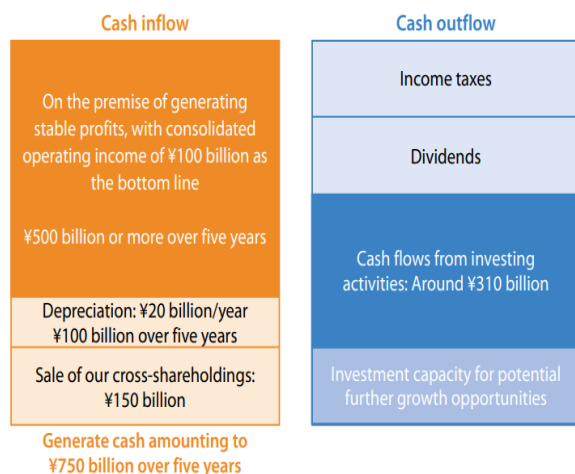 Cash inflow
On the premise of generating
stable profits, with consolidated
operating income of ¥100 billion as
the bottom line
¥500 billion or more over five years
Depreciation: ¥20 billion/year
¥100 billion over five years
Sale of our cross-shareholdings:
¥150 billion
Generate cash amounting to
¥750 billion over five years
Cash outflow
Income taxes
Dividends
Cash flows from investing
activities: Around ¥310 billion
Investment capacity for potential
further growth opportunities